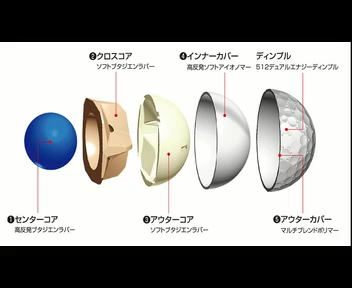 ❷クロスコア
ソフトブタジエンラバー
❹インナーカバー
高反発ソフトアイオノマー
ディンプル
512デュアルエナジーディンプル
❶センターコア
高反発ブタジエンラバー
❸アウターコア
ソフトブタジエンラバー
❺アウターカバー
マルチブレンドポリマー